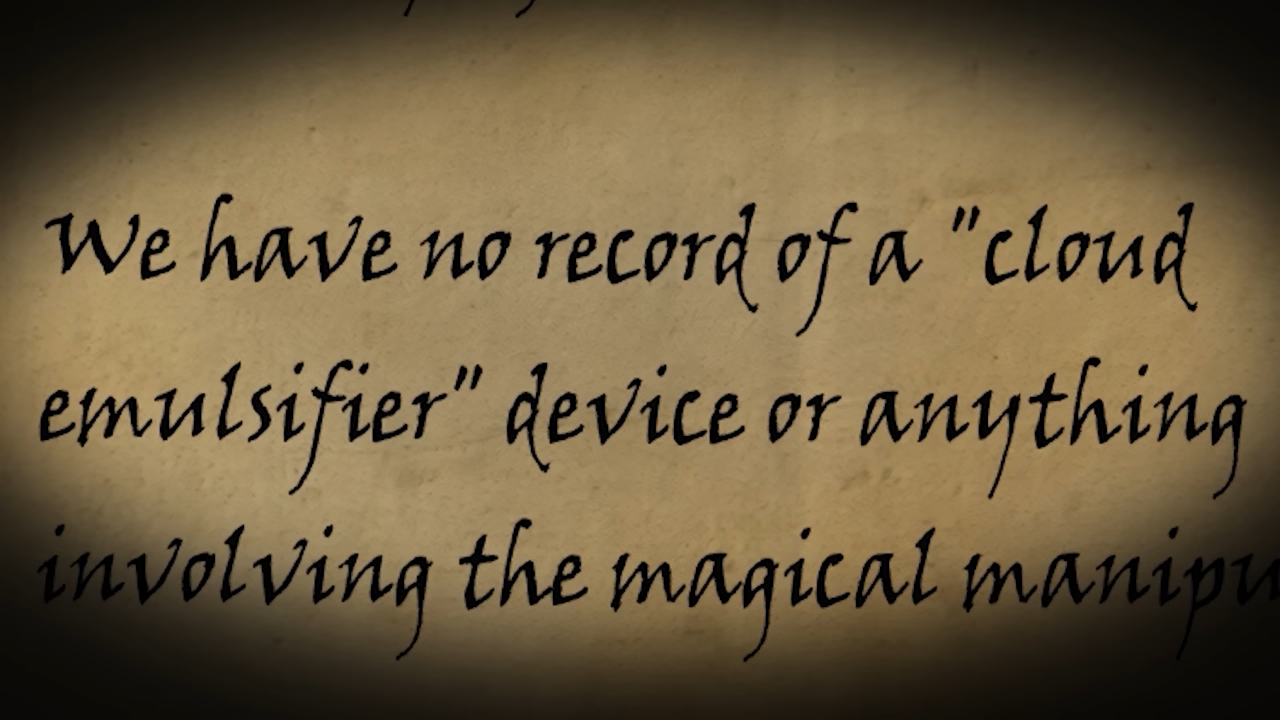 We have no record of a "cloud
emulsifier" device or anything
involving the magical manipu